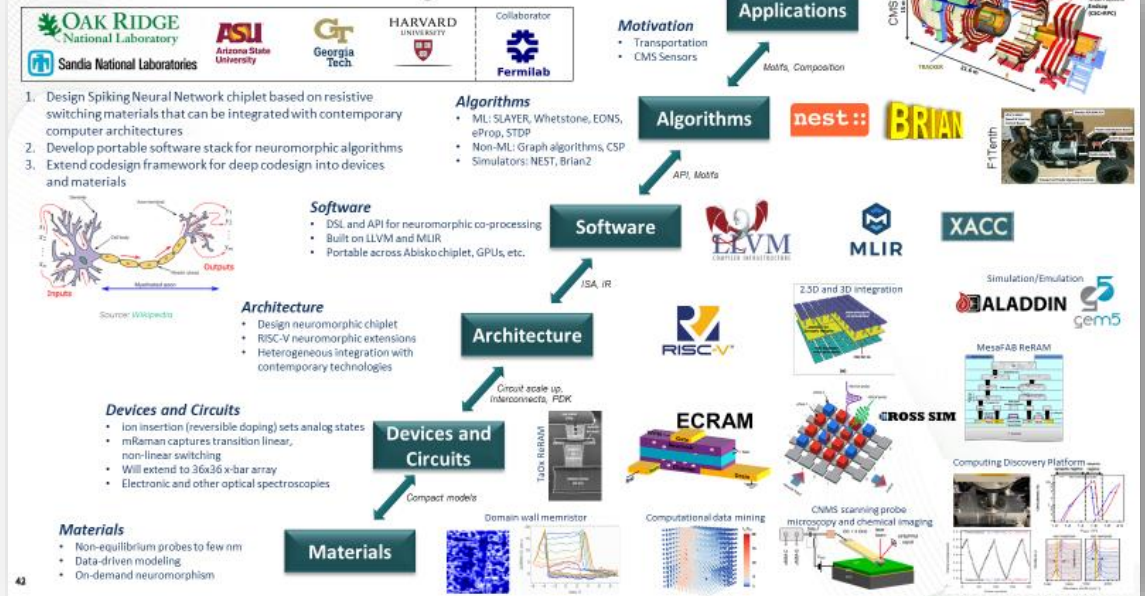 OAK RIDGE
National Laboratory
Sandia National Laboratories
ASU
Arizona State
University
GT
Georgia
Tech
HARVARD
UNIVERSITY
Collaborator
Fermilab
Applications
Motivation
• Transportation
• CMS Sensors
Motifs, Composition
CMS
TRACKER
1. Design Spiking Neural Network chiplet based on resistive
switching materials that can be integrated with contemporary
computer architectures
2. Develop portable software stack for neuromorphic algorithms
3. Extend codesign framework for deep codesign into devices
and materials
Algorithms
• ML: SLAYER, Whetstone, EONS,
eProp, STDP
• Non-ML: Graph algorithms, CSP
• Simulators: NEST, Brian2
Algorithms
nest::
BRIAN
F1Tenth
API, Motifs
Software
• DSL and API for neuromorphic co-processing
• Built on LLVM and MLIR
• Portable across Abisko chiplet, GPUs, etc.
Software
LLVM
COMPILER INFRASTRUCTURE
MLIR
XACC
Outputs
Inputs
Myelinated axon
Source: Wikipedia
ISA, IR
Architecture
• Design neuromorphic chiplet
• RISC-V neuromorphic extensions
• Heterogeneous integration with
contemporary technologies
Architecture
RISC-V
2.5D and 3D integration
Simulation/Emulation
ALADDIN
gem5
MesaFAB ReRAM
Circuit scale up,
Interconnects, PDK
Devices and Circuits
• ion insertion (reversible doping) sets analog states
• mRaman captures transition linear,
non-linear switching
• Will extend to 36x36 x-bar array
• Electronic and other optical spectroscopies
Devices and
Circuits
TaOx ReRAM
ECRAM
CROSS SIM
Computing Discovery Platform
Compact models
Materials
• Non-equilibrium probes to few nm
• Data-driven modeling
• On-demand neuromorphism
Materials
Domain wall memristor
Computational data mining
CNMS scanning probe
microscopy and chemical imaging
42